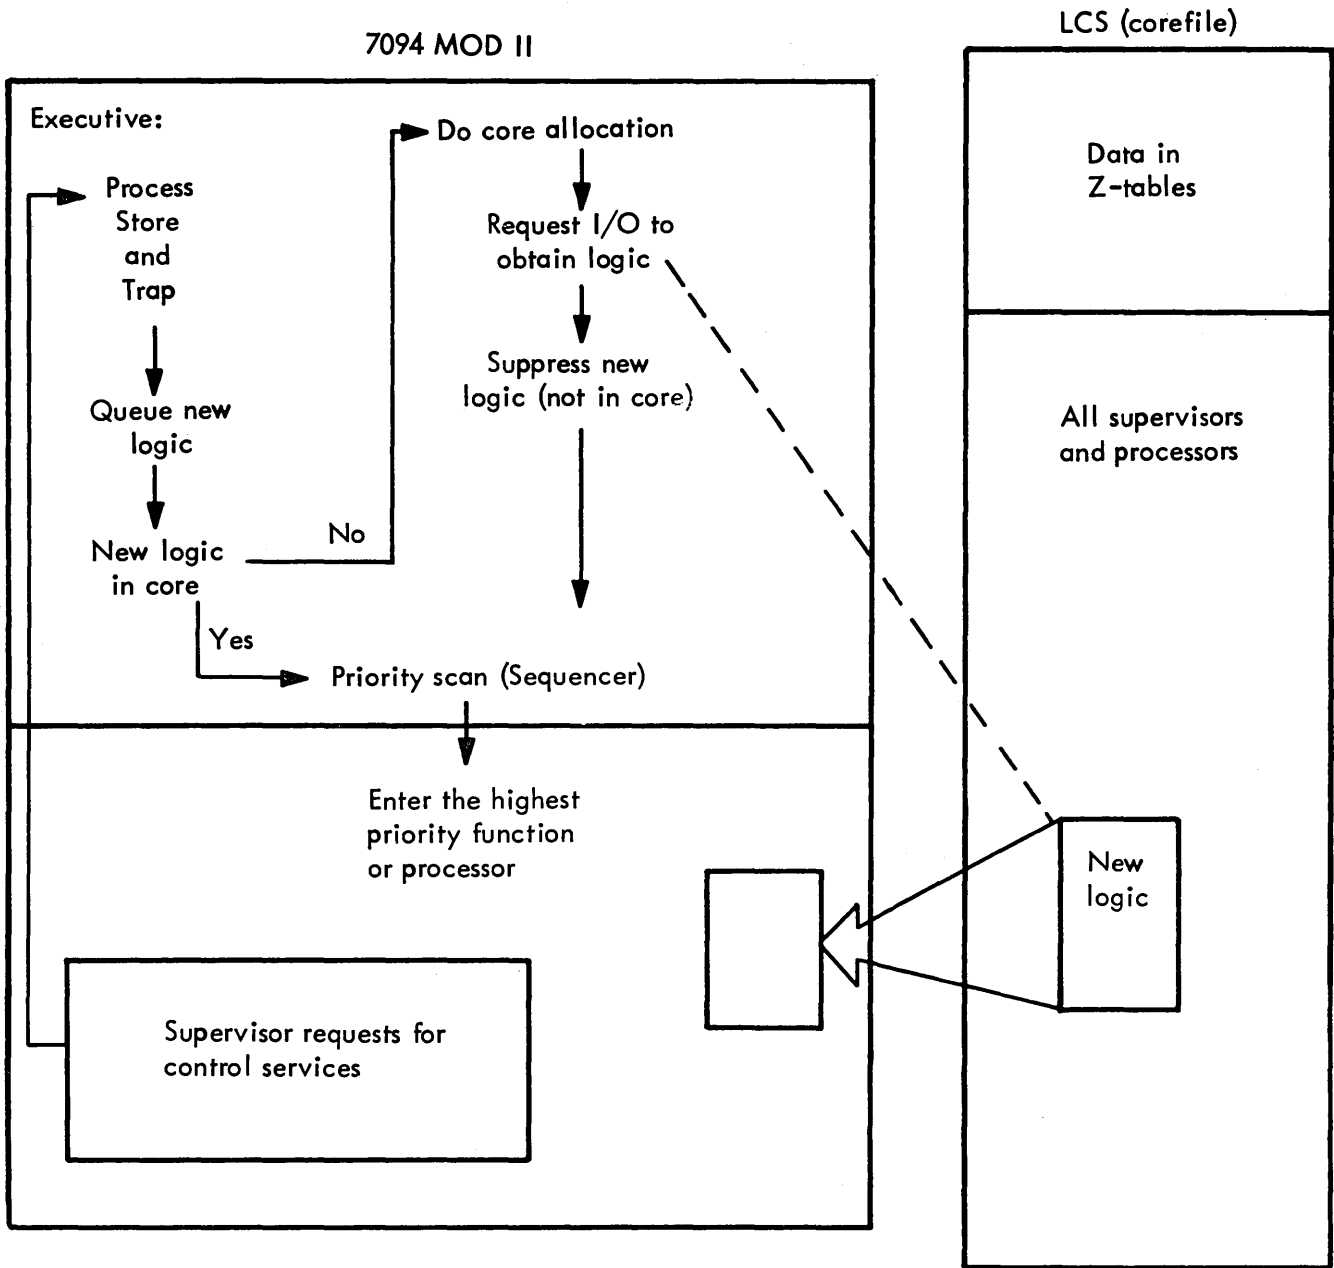 7094 MOD II
LCS (corefile)
Executive:
Process
Store
and
Trap
Queue new
logic
New logic
in core
No
Yes
Do core allocation
Request I/O to
obtain logic
Suppress new
logic (not in core)
Priority scan (Sequencer)
Enter the highest
priority function
or processor
Supervisor requests for
control services
Data in
Z-tables
All supervisors
and processors
New
logic